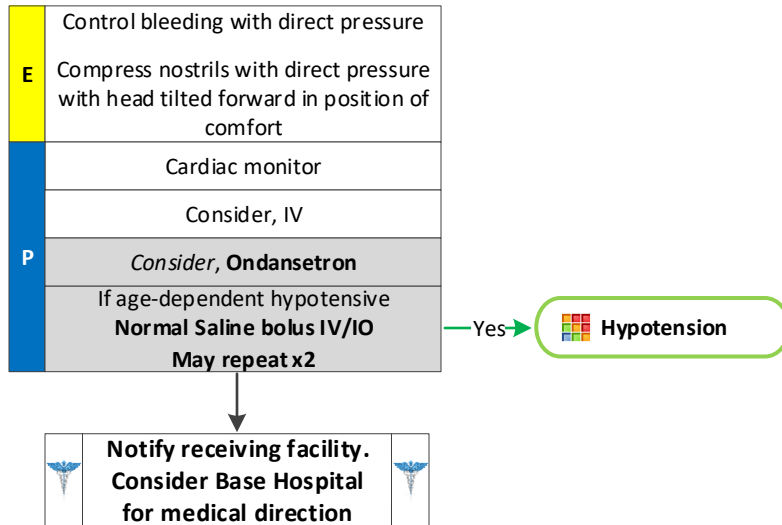 Control bleeding with direct pressure
E
Compress nostrils with direct pressure
with head tilted forward in position of
comfort
P
Cardiac monitor
Consider, IV
Consider, Ondansetron
If age-dependent hypotensive
Normal Saline bolus IV/IO
May repeat x2
Yes
Hypotension
Notify receiving facility.
Consider Base Hospital
for medical direction